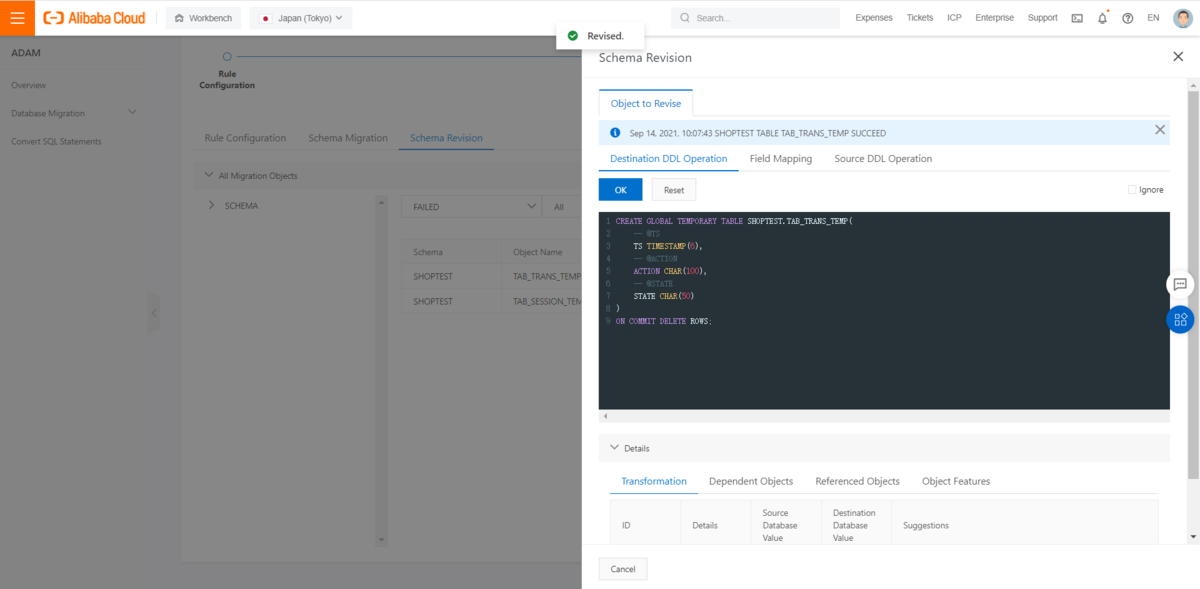 Alibaba Cloud
Workbench
Japan (Tokyo)
Search...
Expenses
Tickets
ICP
Enterprise
Support
EN
Revised.
ADAM
Overview
Database Migration
Convert SQL Statements
Rule
Configuration
Rule Configuration
Schema Migration
Schema Revision
All Migration Objects
SCHEMA
FAILED
All
Schema
Object Name
SHOPTEST
TAB_TRANS_TEMP
SHOPTEST
TAB_SESSION_TEM
Schema Revision
Object to Revise
Sep 14, 2021, 10:07:43 SHOPTEST TABLE TAB_TRANS_TEMP SUCCEED
Destination DDL Operation
Field Mapping
Source DDL Operation
OK
Reset
Ignore
1 CREATE GLOBAL TEMPORARY TABLE SHOPTEST.TAB_TRANS_TEMP(
2 -- @TS
3 TS TIMESTAMP(6),
4 -- @ACTION
5 ACTION CHAR(100),
6 -- @STATE
7 STATE CHAR(50)
8 )
9 ON COMMIT DELETE ROWS;
Details
Transformation
Dependent Objects
Referenced Objects
Object Features
ID
Details
Source
Database
Value
Destination
Database
Value
Suggestions
Cancel